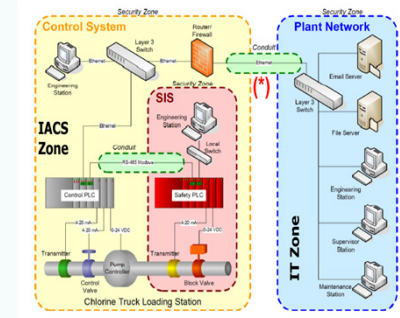 Security Zone
Security Zone
Control System
Router/
Firewall
Plant Network
Layer 3
Switch
Conduit
Ethernet
Ethernet
Ethernet
Engineering
Station
Email Server
Security Zone
(*)
SIS
Layer 3
Switch
Engineering
Station
File Server
IACS
Zone
Ethernet
Local
Switch
Conduit
RS-485 Modbus
Engineering
Station
Control PLC
Safety PLC
IT Zone
4-20 mA
4-20 mA
0-24 VDC
4-20 mA
0-24 VDC
Supervisor
Station
Transmitter
Pump
Controller
Transmitter
Control
Valve
Block Valve
Maintenance
Station
Chlorine Truck Loading Station